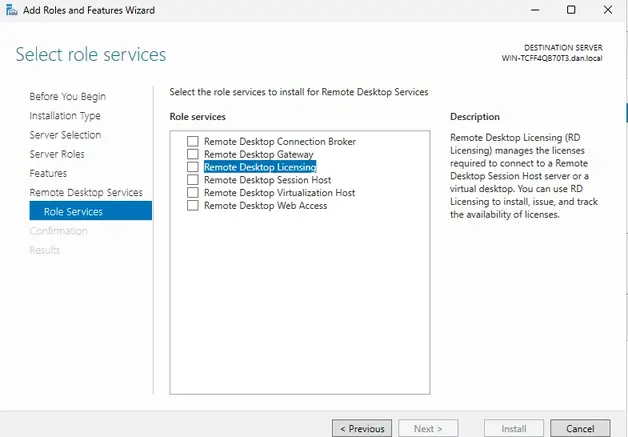 Add Roles and Features Wizard
Select role services
DESTINATION SERVER
WIN-TCFF4QB70T3.dan.local
Before You Begin
Installation Type
Server Selection
Server Roles
Features
Remote Desktop Services
Role Services
Confirmation
Results
Select the role services to install for Remote Desktop Services
Role services
Remote Desktop Connection Broker
Remote Desktop Gateway
Remote Desktop Licensing
Remote Desktop Session Host
Remote Desktop Virtualization Host
Remote Desktop Web Access
Description
Remote Desktop Licensing (RD
Licensing) manages the licenses
required to connect to a Remote
Desktop Session Host server or a
virtual desktop. You can use RD
Licensing to install, issue, and track
the availability of licenses.
< Previous
Next >
Install
Cancel